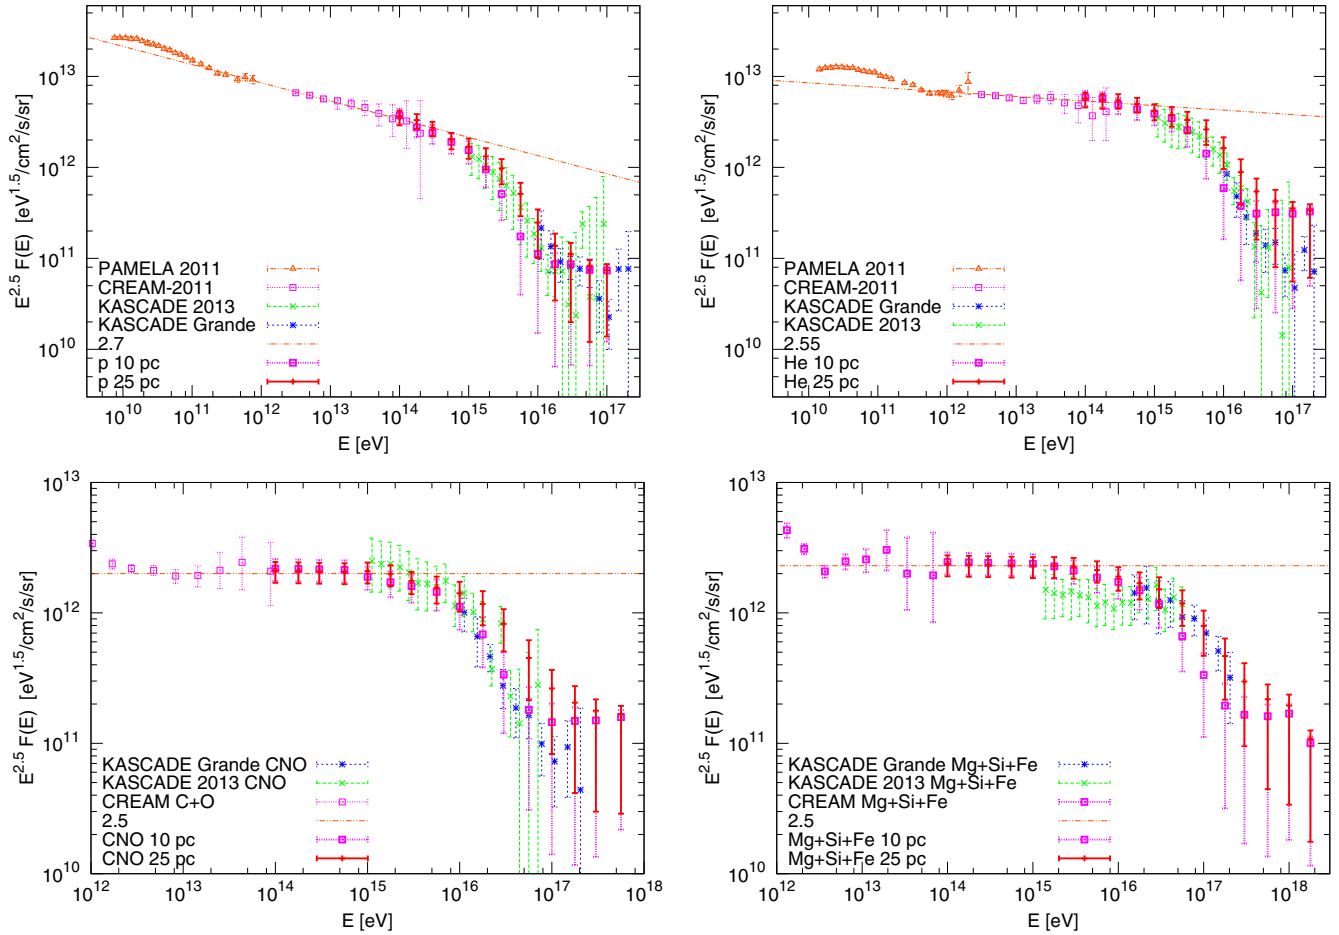 E^2.5 F(E) [eV^1.5/cm^2/s/sr]
10^13
10^12
10^11
10^10
PAMELA 2011
CREAM-2011
KASCADE 2013
KASCADE Grande
2.7
p 10 pc
p 25 pc
10^10 10^11 10^12 10^13 10^14 10^15 10^16 10^17
E [eV]
E^2.5 F(E) [eV^1.5/cm^2/s/sr]
10^13
10^12
10^11
10^10
PAMELA 2011
CREAM-2011
KASCADE Grande
KASCADE 2013
2.55
He 10 pc
He 25 pc
10^10 10^11 10^12 10^13 10^14 10^15 10^16 10^17
E [eV]
E^2.5 F(E) [eV^1.5/cm^2/s/sr]
10^13
10^12
10^11
10^10
KASCADE Grande CNO
KASCADE 2013 CNO
CREAM C+O
2.5
CNO 10 pc
CNO 25 pc
10^12 10^13 10^14 10^15 10^16 10^17 10^18
E [eV]
E^2.5 F(E) [eV^1.5/cm^2/s/sr]
10^13
10^12
10^11
10^10
KASCADE Grande Mg+Si+Fe
KASCADE 2013 Mg+Si+Fe
CREAM Mg+Si+Fe
2.5
Mg+Si+Fe 10 pc
Mg+Si+Fe 25 pc
10^12 10^13 10^14 10^15 10^16 10^17 10^18
E [eV]